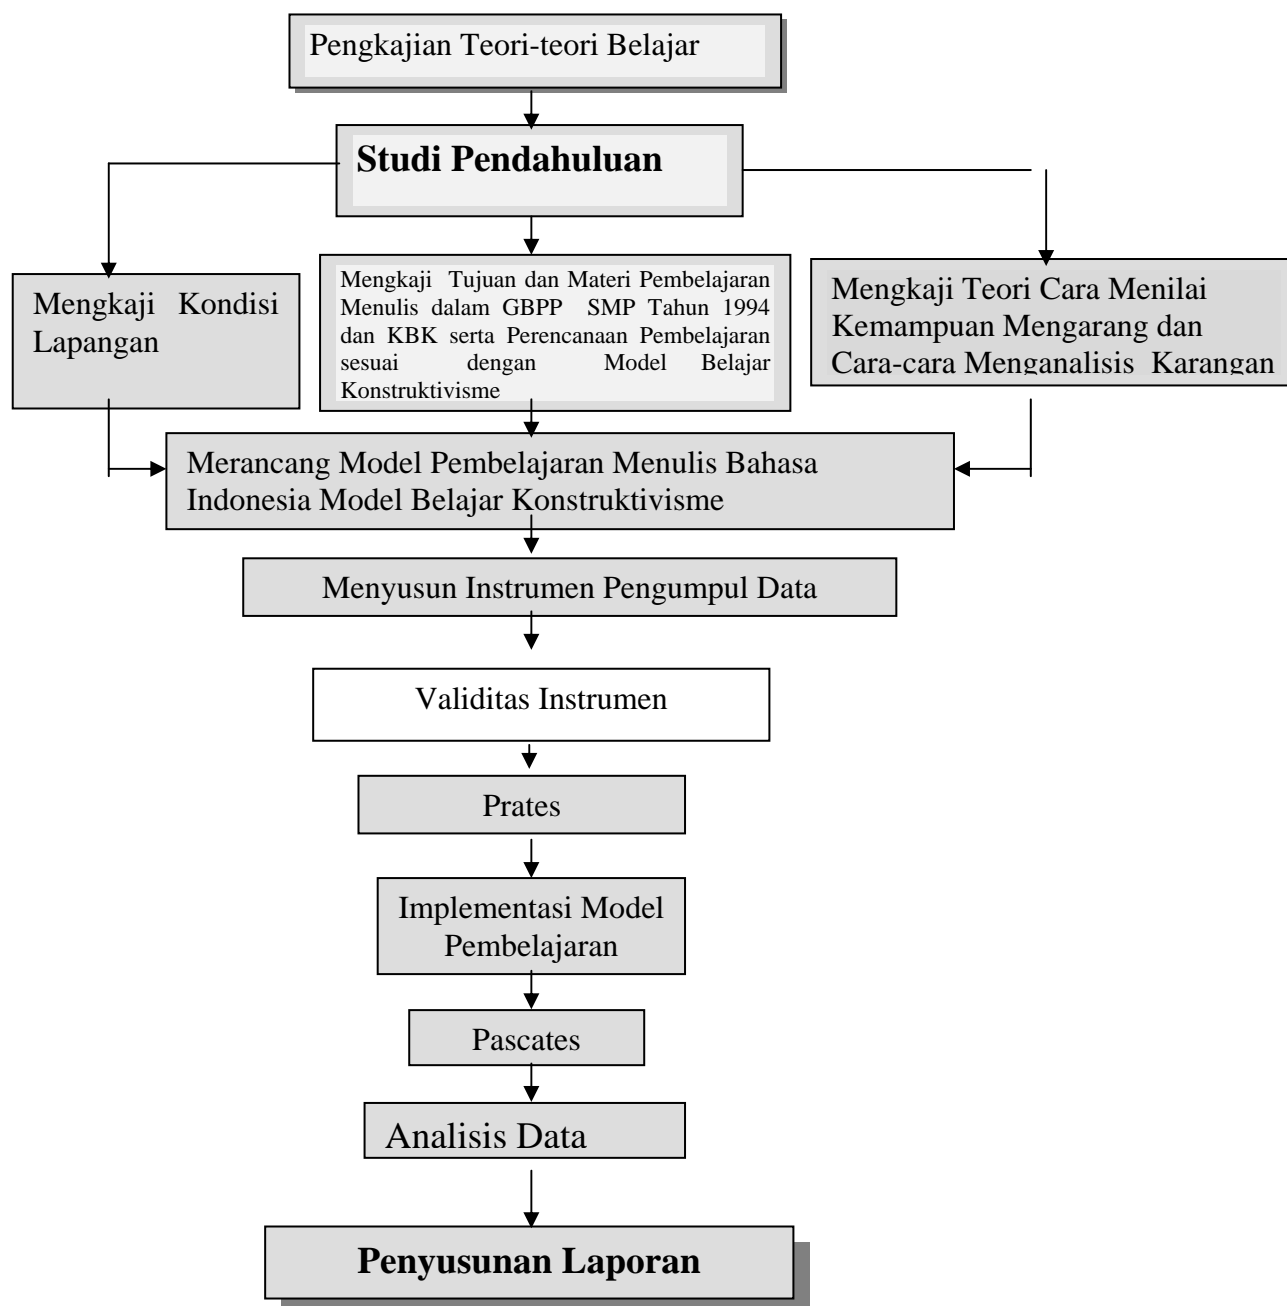 Pengkajian Teori-teori Belajar
Studi Pendahuluan
Mengkaji Kondisi
Lapangan
Mengkaji Tujuan dan Materi Pembelajaran
Menulis dalam GBPP SMP Tahun 1994
dan KBK serta Perencanaan Pembelajaran
sesuai dengan Model Belajar
Konstruktivisme
Mengkaji Teori Cara Menilai
Kemampuan Mengarang dan
Cara-cara Menganalisis Karangan
Merancang Model Pembelajaran Menulis Bahasa
Indonesia Model Belajar Konstruktivisme
Menyusun Instrumen Pengumpul Data
Validitas Instrumen
Prates
Implementasi Model
Pembelajaran
Pascates
Analisis Data
Penyusunan Laporan